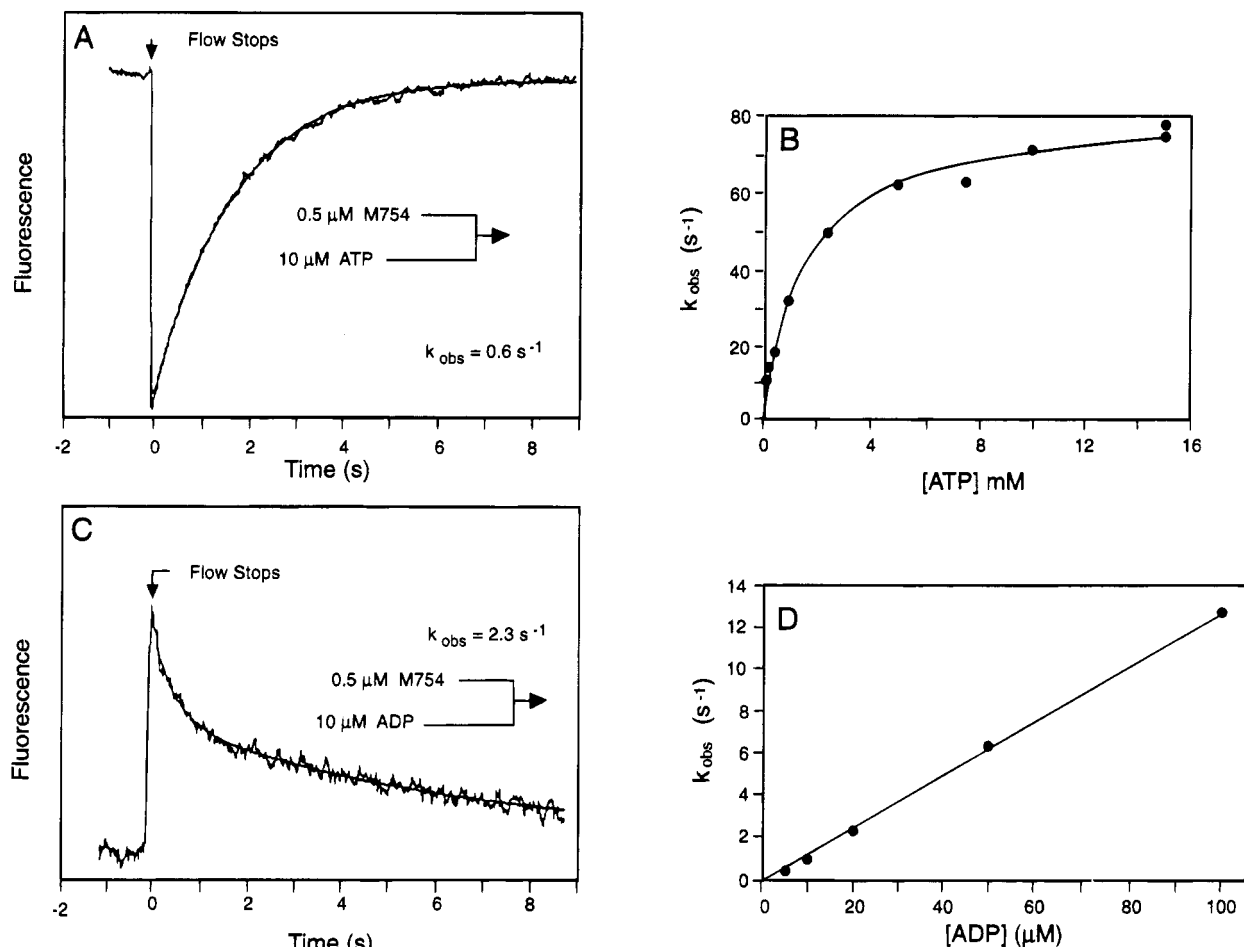 A
Flow Stops
Fluorescence
0.5 μM M754
10 μM ATP
k obs = 0.6 s⁻¹
-2 0 2 4 6 8
Time (s)
B
80
60
40
20
0
k obs (s⁻¹)
0 4 8 12 16
[ATP] mM
C
Flow Stops
Fluorescence
k obs = 2.3 s⁻¹
0.5 μM M754
10 μM ADP
-2 0 2 4 6 8
Time (s)
D
14
12
10
8
6
4
2
0
k obs (s⁻¹)
0 20 40 60 80 100
[ADP] (μM)